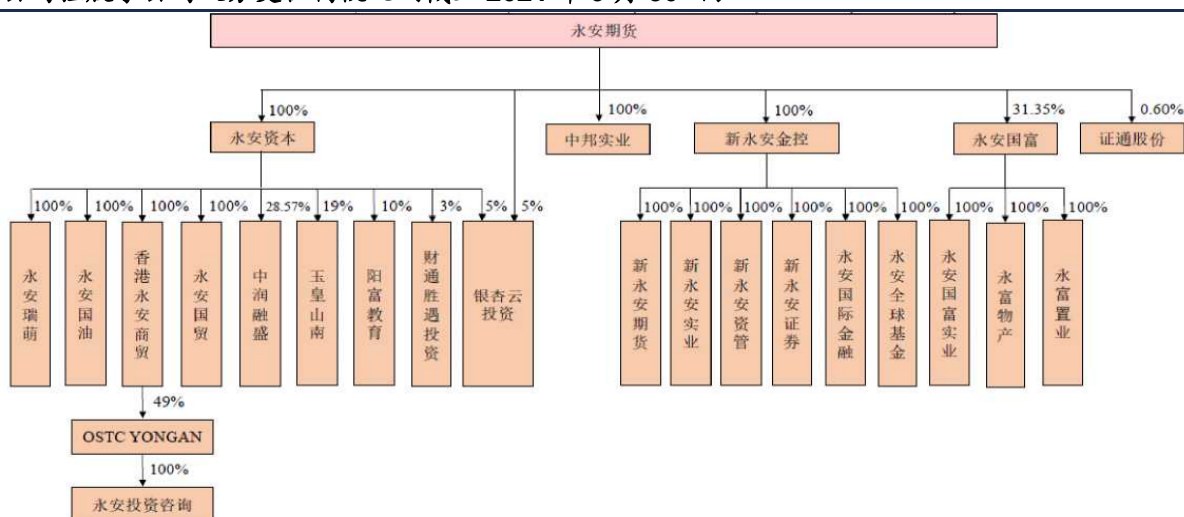 永安期货
100%
100%
100%
31.35%
0.60%
永安资本
中邦实业
新永安金控
永安国富
证通股份
100%
100%
100%
100%
28.57%
19%
10%
3%
5%
5%
100%
100%
100%
100%
100%
100%
100%
100%
100%
永安瑞萌
永安国油
香港永安商贸
永安国贸
中润融盛
玉皇山南
阳富教育
财通胜遇投资
银杏云
投资
新永安期货
新永安实业
新永安资管
新永安证券
永安国际金融
永安全球基金
永安国富实业
永富物产
永富置业
49%
OSTC YONGAN
100%
永安投资咨询